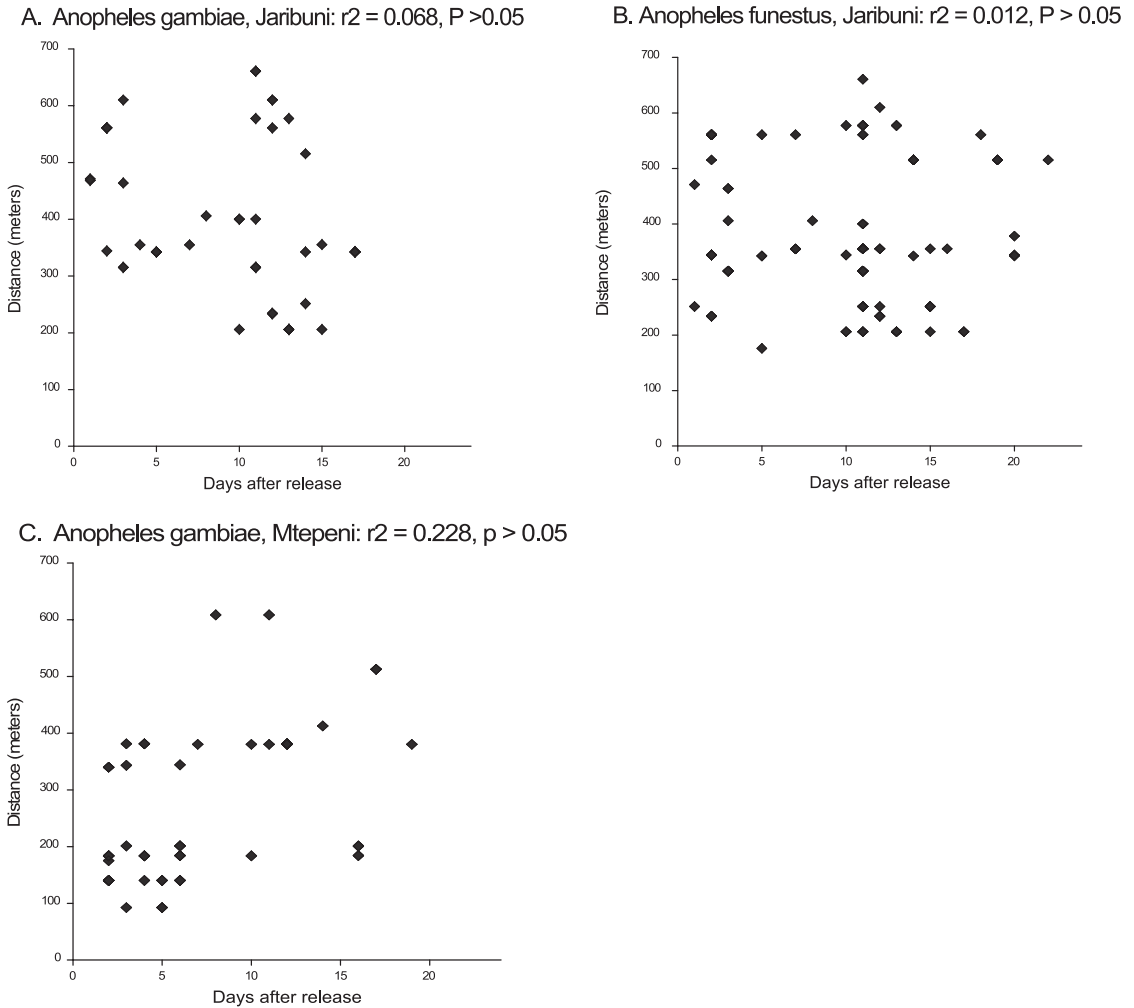 A. Anopheles gambiae, Jaribuni: r2 = 0.068, P >0.05
700
600
500
400
300
200
100
0
Distance (meters)
0 5 10 15 20
Days after release
B. Anopheles funestus, Jaribuni: r2 = 0.012, P > 0.05
700
600
500
400
300
200
100
0
Distance (meters)
0 5 10 15 20
Days after release
C. Anopheles gambiae, Mtepeni: r2 = 0.228, p > 0.05
700
600
500
400
300
200
100
0
Distance (meters)
0 5 10 15 20
Days after release